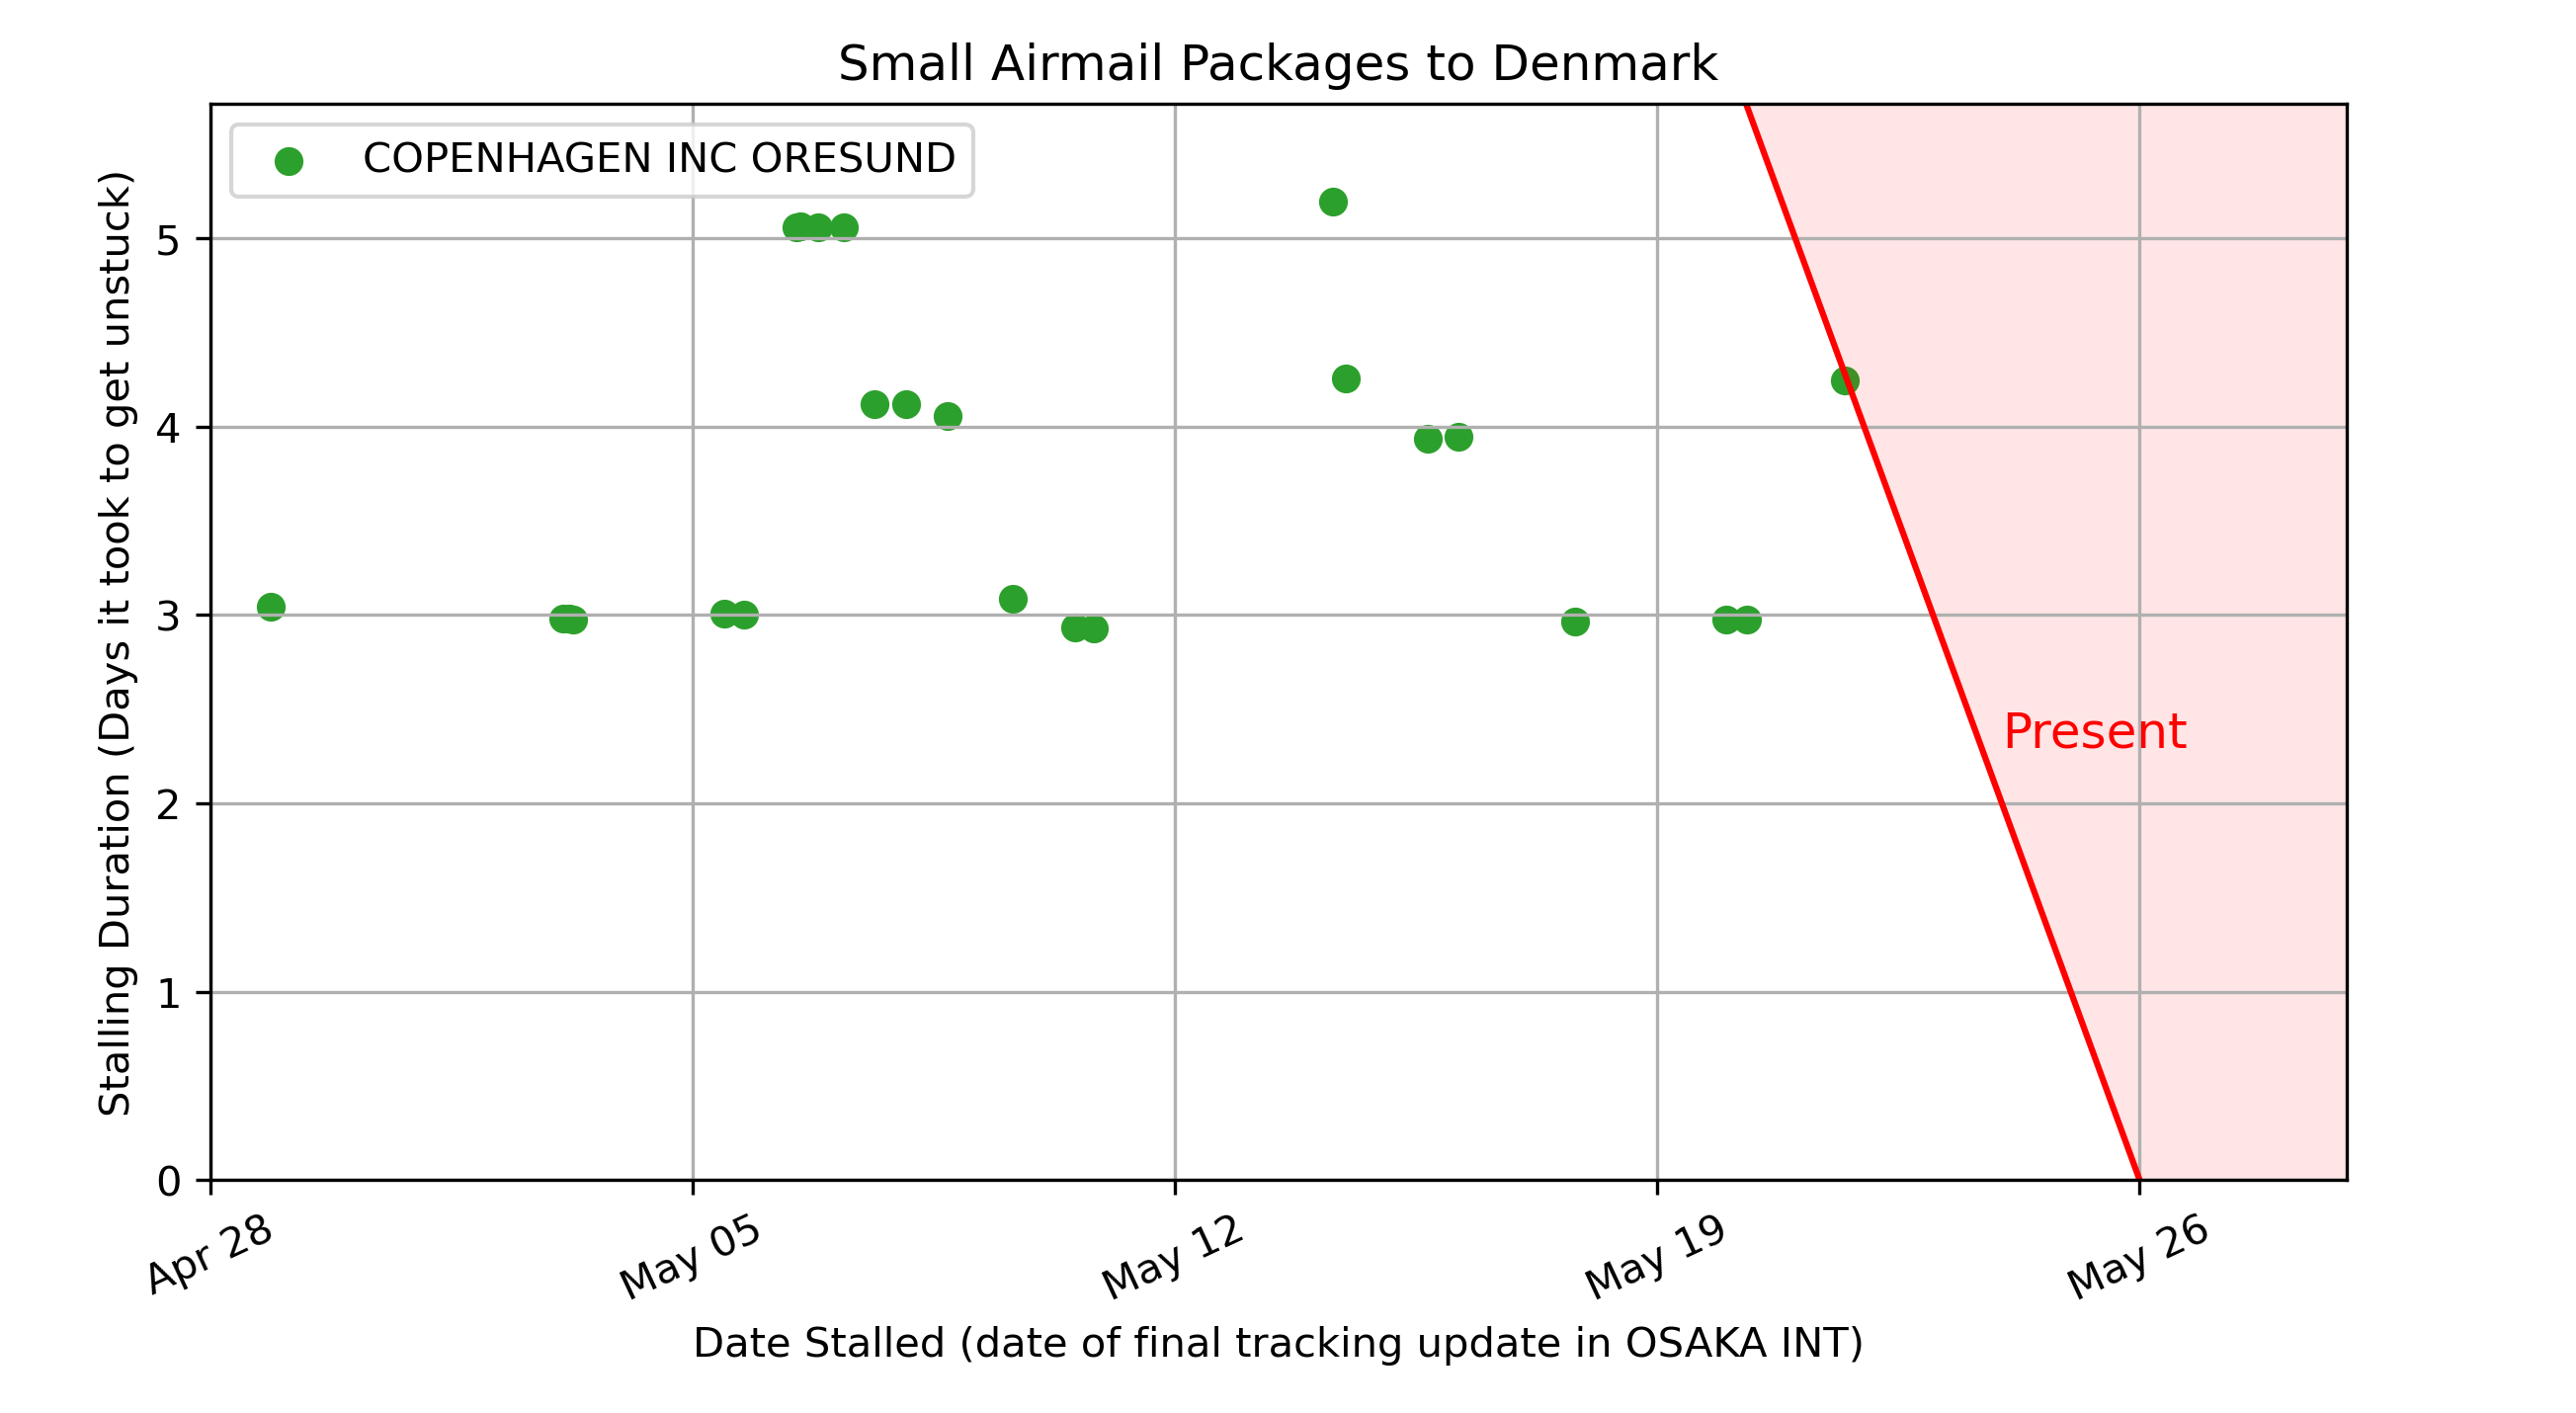 Small Airmail Packages to Denmark
COPENHAGEN INC ORESUND
Stalling Duration (Days it took to get unstuck)
5
4
3
2
1
0
Present
Apr 28
May 05
May 12
May 19
May 26
Date Stalled (date of final tracking update in OSAKA INT)